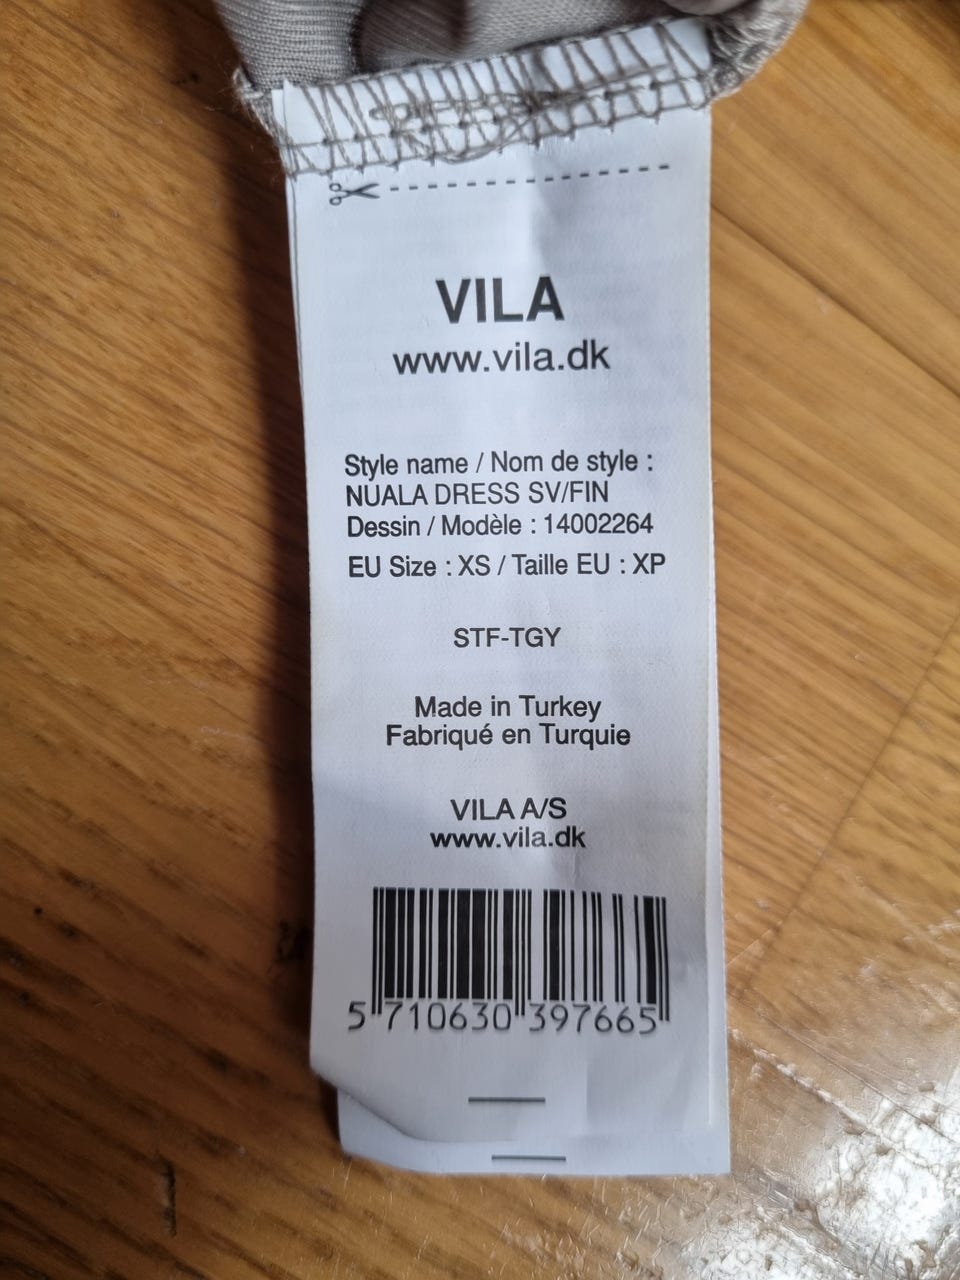 VILA
www.vila.dk
Style name / Nom de style :
NUALA DRESS SV/FIN
Dessin / Modèle : 14002264
EU Size : XS / Taille EU : XP
STF-TGY
Made in Turkey
Fabriqué en Turquie
VILA A/S
www.vila.dk
5 710630 397665